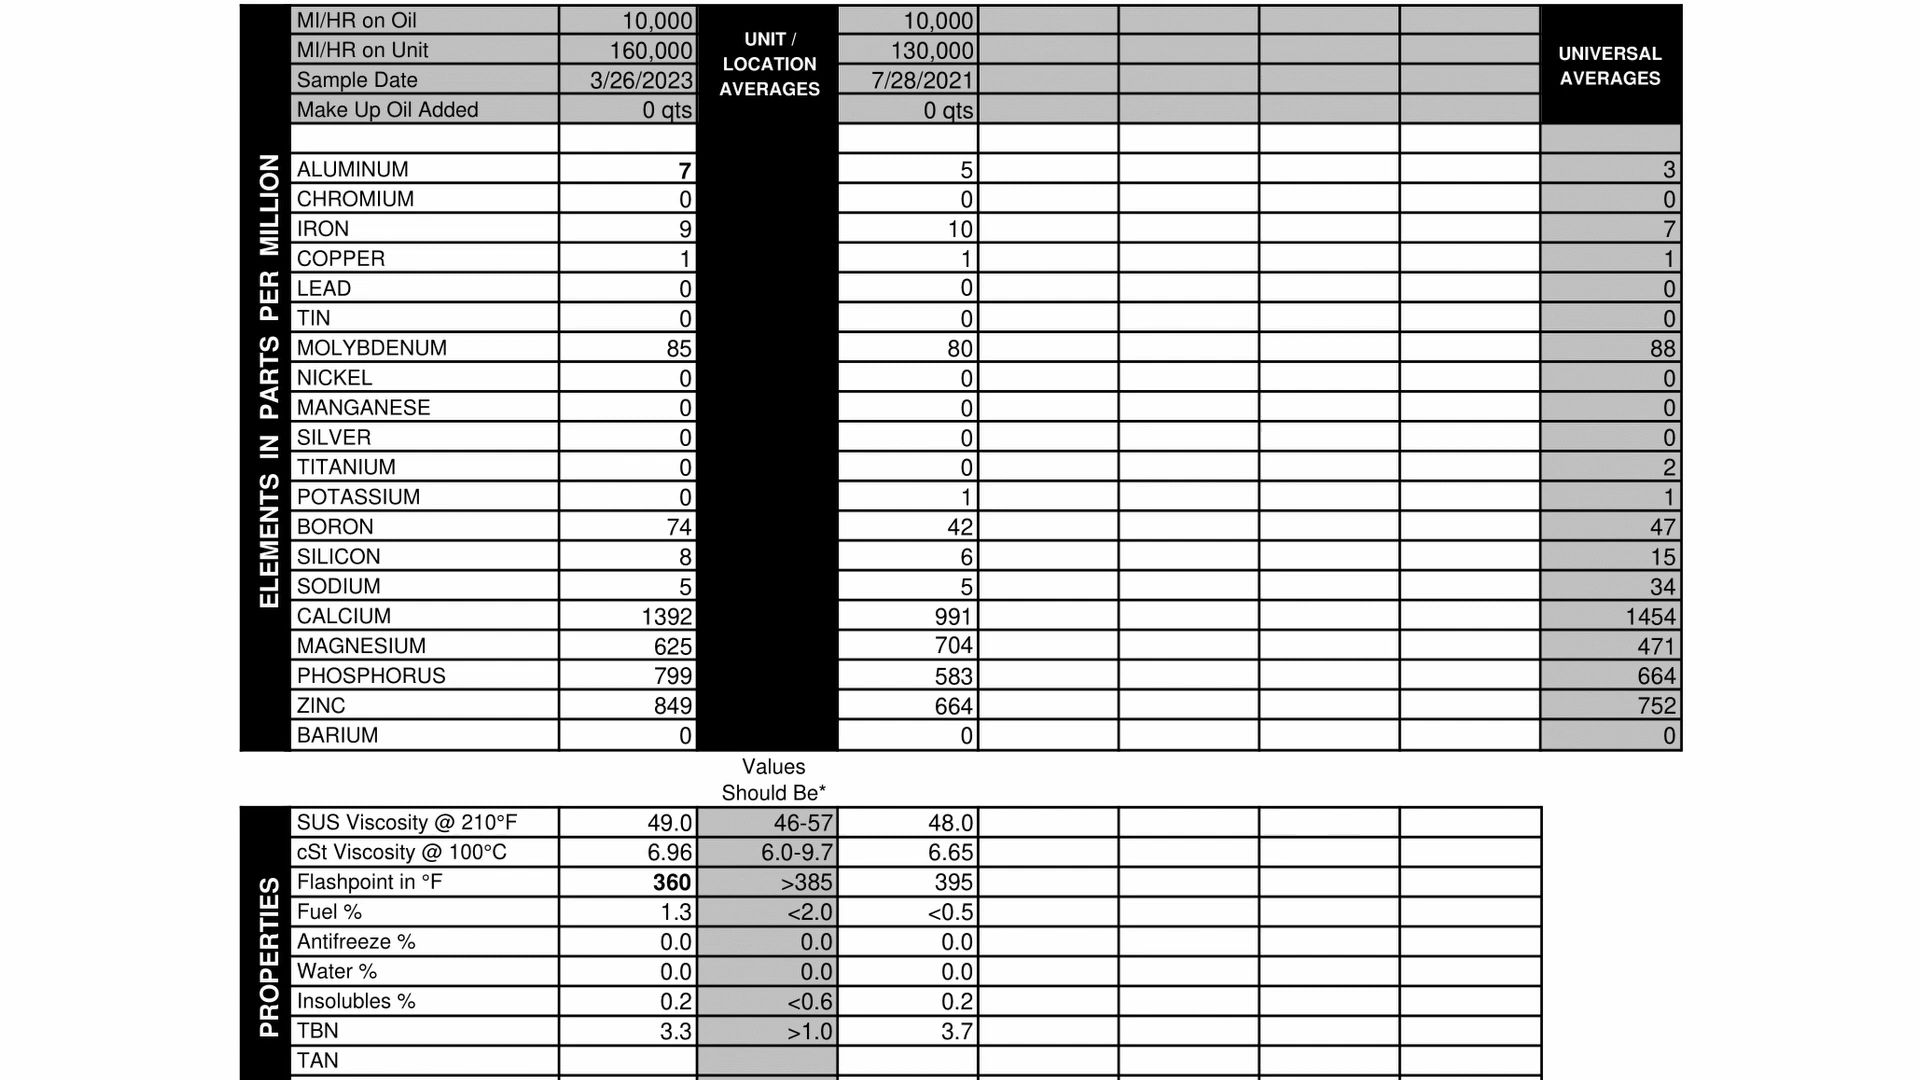 MI/HR on Oil 10,000 10,000
MI/HR on Unit 160,000 130,000
Sample Date 3/26/2023 7/28/2021
Make Up Oil Added 0 qts 0 qts
UNIT /
LOCATION
AVERAGES
UNIVERSAL
AVERAGES
ELEMENTS IN PARTS PER MILLION
ALUMINUM 7 5 3
CHROMIUM 0 0 0
IRON 9 10 7
COPPER 1 1 1
LEAD 0 0 0
TIN 0 0 0
MOLYBDENUM 85 80 88
NICKEL 0 0 0
MANGANESE 0 0 0
SILVER 0 0 0
TITANIUM 0 0 2
POTASSIUM 0 1 1
BORON 74 42 47
SILICON 8 6 15
SODIUM 5 5 34
CALCIUM 1392 991 1454
MAGNESIUM 625 704 471
PHOSPHORUS 799 583 664
ZINC 849 664 752
BARIUM 0 0 0
Values
Should Be*
PROPERTIES
SUS Viscosity @ 210°F 49.0 46-57 48.0
cSt Viscosity @ 100°C 6.96 6.0-9.7 6.65
Flashpoint in °F 360 >385 395
Fuel % 1.3 <2.0 <0.5
Antifreeze % 0.0 0.0 0.0
Water % 0.0 0.0 0.0
Insolubles % 0.2 <0.6 0.2
TBN 3.3 >1.0 3.7
TAN